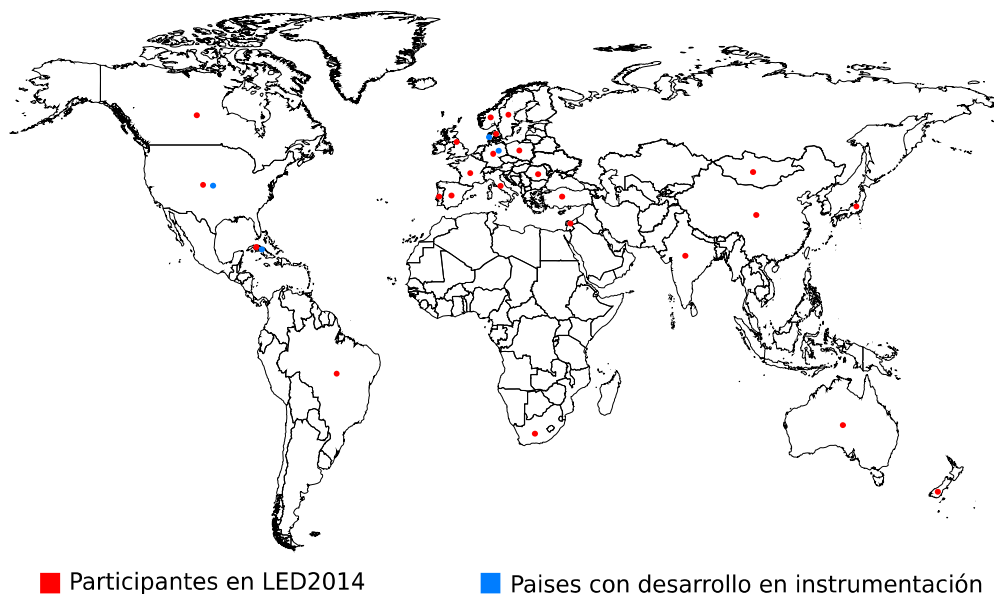 Participantes en LED2014
Paises con desarrollo en instrumentación